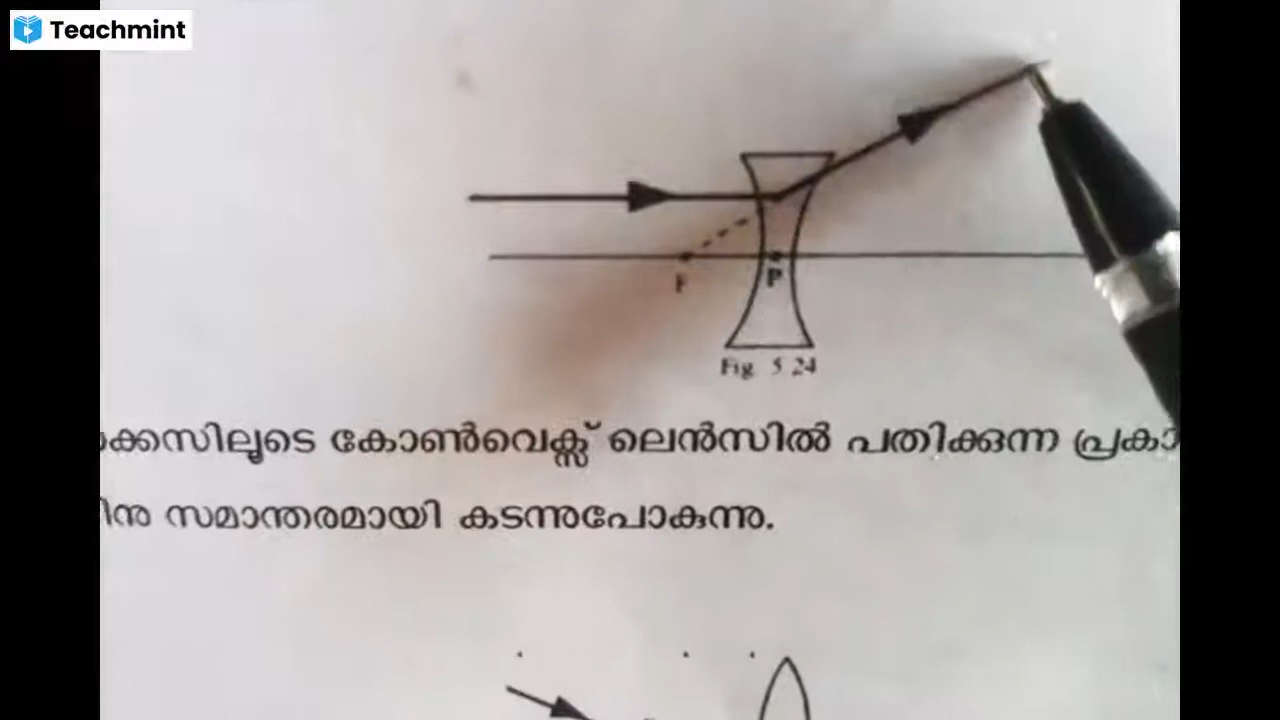 Teachmint
F
P
Fig 5 24
ക്കസിലൂടെ കോൺവെക്സ് ലെൻസിൽ പതിക്കുന്ന പ്രകാ
ിനു സമാന്തരമായി കടന്നുപോകുന്നു.